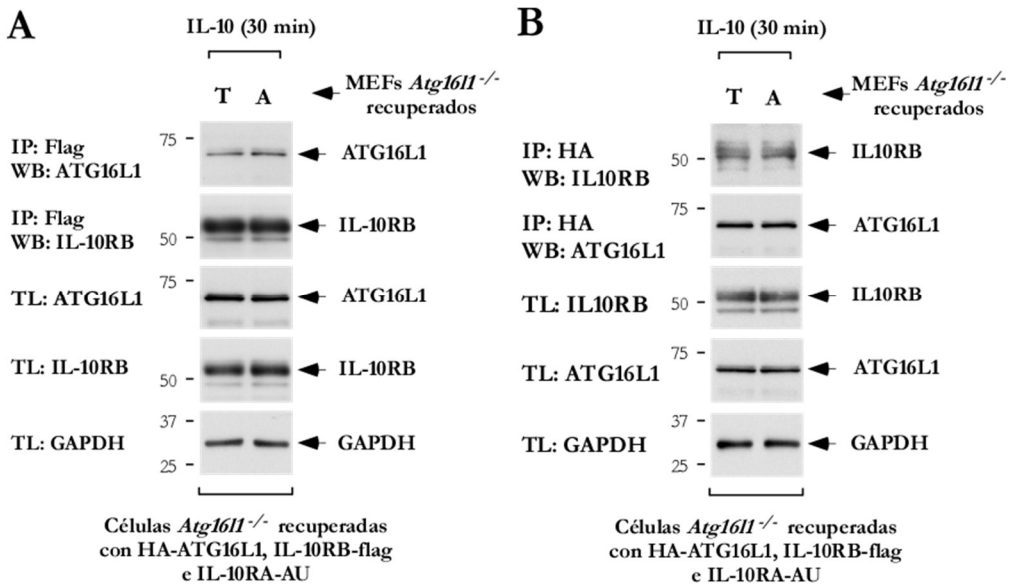 A
IL-10 (30 min)
T A
MEFs Atg16l1-/-
recuperados
IP: Flag
WB: ATG16L1
75
ATG16L1
IP: Flag
WB: IL-10RB
50
IL-10RB
TL: ATG16L1
75
ATG16L1
TL: IL-10RB
50
IL-10RB
TL: GAPDH
37
25
GAPDH
Células Atg16l1-/- recuperadas
con HA-ATG16L1, IL-10RB-flag
e IL-10RA-AU
B
IL-10 (30 min)
T A
MEFs Atg16l1-/-
recuperados
IP: HA
WB: IL10RB
50
IL10RB
IP: HA
WB: ATG16L1
75
ATG16L1
TL: IL10RB
50
IL10RB
TL: ATG16L1
75
ATG16L1
TL: GAPDH
37
25
GAPDH
Células Atg16l1-/- recuperadas
con HA-ATG16L1, IL-10RB-flag
e IL-10RA-AU